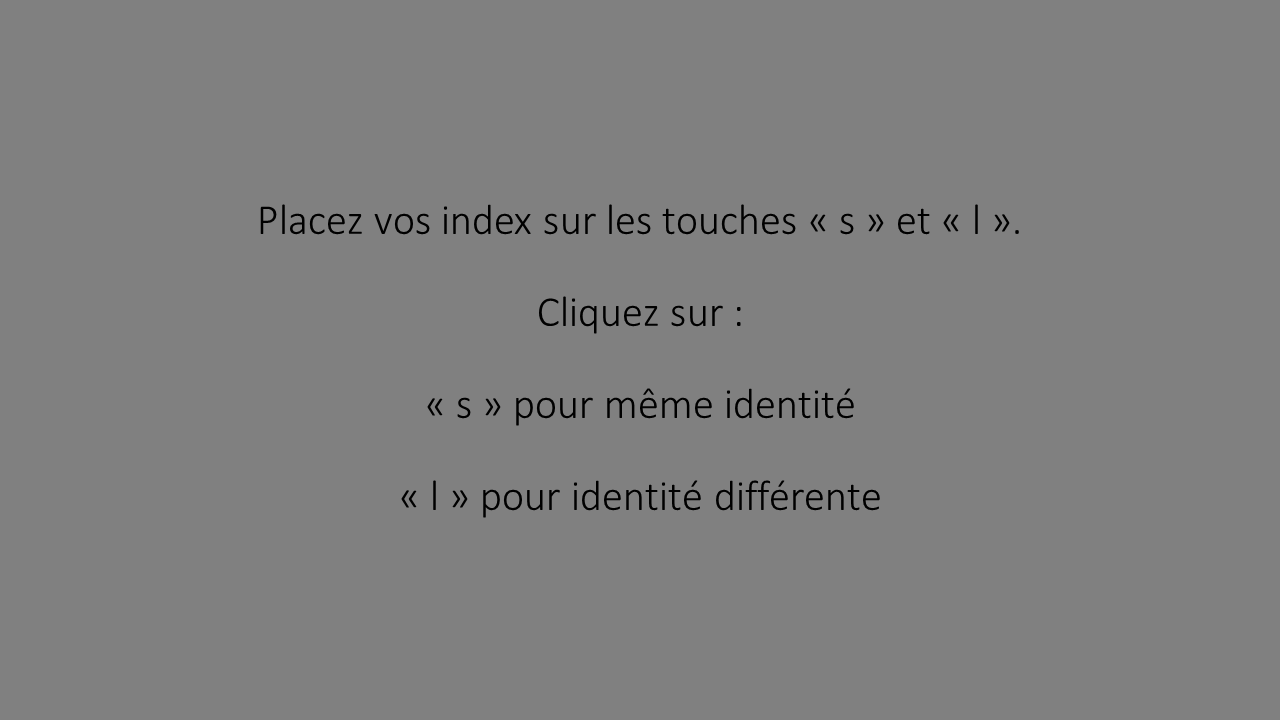 Placez vos index sur les touches « s » et « l ».
Cliquez sur :
« s » pour même identité
« l » pour identité différente